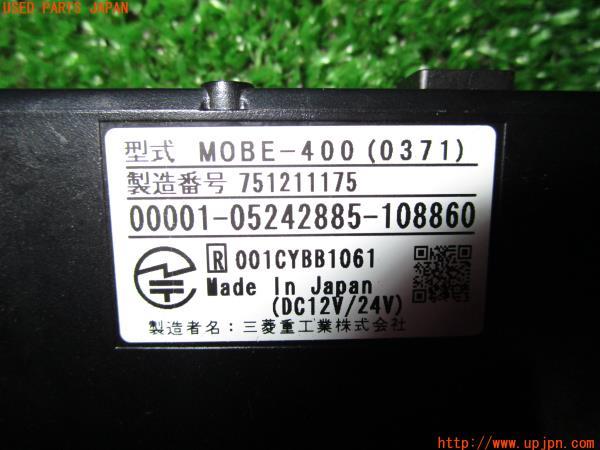 USED PARTS JAPAN
型式 MOBE-400(0371)
製造番号 751211175
00001-05242885-108860
R 001CYBB1061
Made In Japan
(DC12V/24V)
製造者名：三菱重工業株式会社
http://www.upjpn.com/